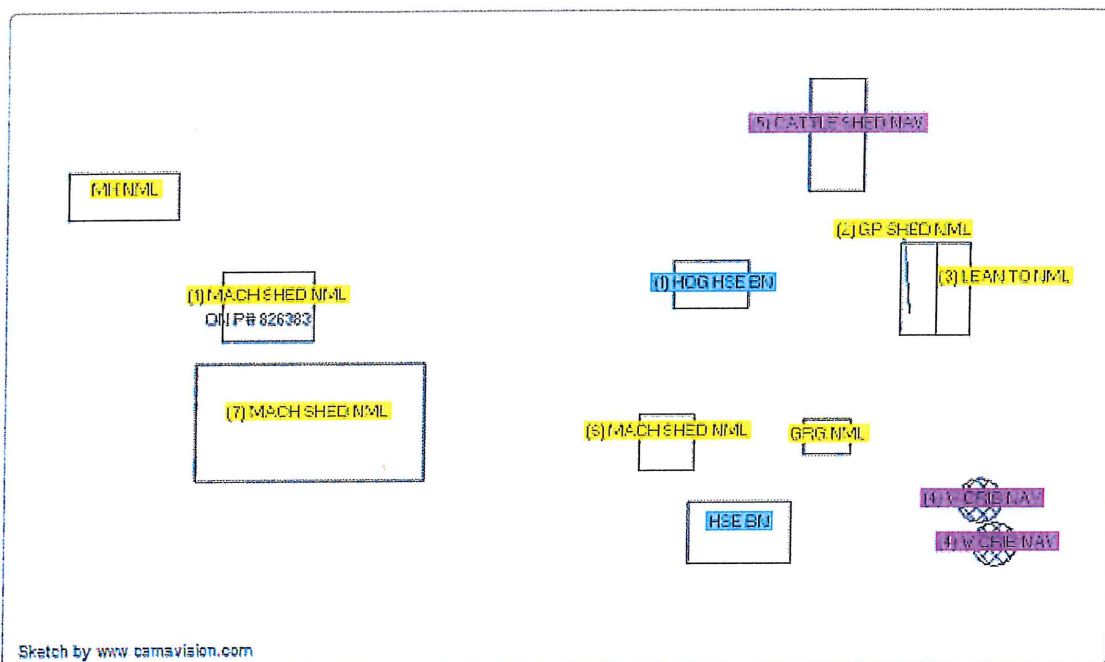 (5) CATTLE SHED NAV
MH NML
(2) GP SHED NML
(3) LEAN TO NML
HOG HSE BN
MACH SHED NML
ON P# 826383
(7) MACH SHED NML
MACH SHED NML
GRG NML
(4) W CRIB NAV
HSE BN
(4) W CRIB NAV
Sketch by www.camavision.com